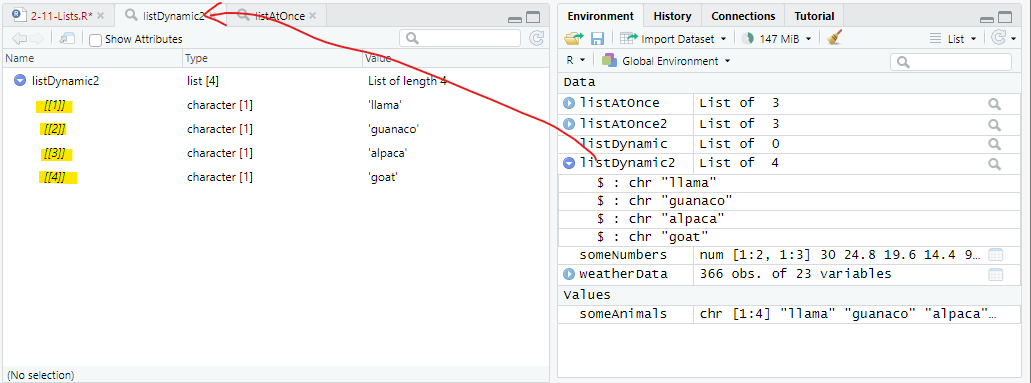 2-11-Lists.R* × listDynamic2 listAtOnce ×
Show Attributes
Name Type Value
listDynamic2 list [4] List of length 4
[[1]] character [1] 'llama'
[[2]] character [1] 'guanaco'
[[3]] character [1] 'alpaca'
[[4]] character [1] 'goat'
(No selection)
Environment History Connections Tutorial
Import Dataset 147 MiB List
R Global Environment
Data
listAtOnce List of 3
listAtOnce2 List of 3
listDynamic List of 0
listDynamic2 List of 4
$ : chr "llama"
$ : chr "guanaco"
$ : chr "alpaca"
$ : chr "goat"
someNumbers num [1:2, 1:3] 30 24.8 19.6 14.4 9…
weatherData 366 obs. of 23 variables
Values
someAnimals chr [1:4] "llama" "guanaco" "alpaca"…